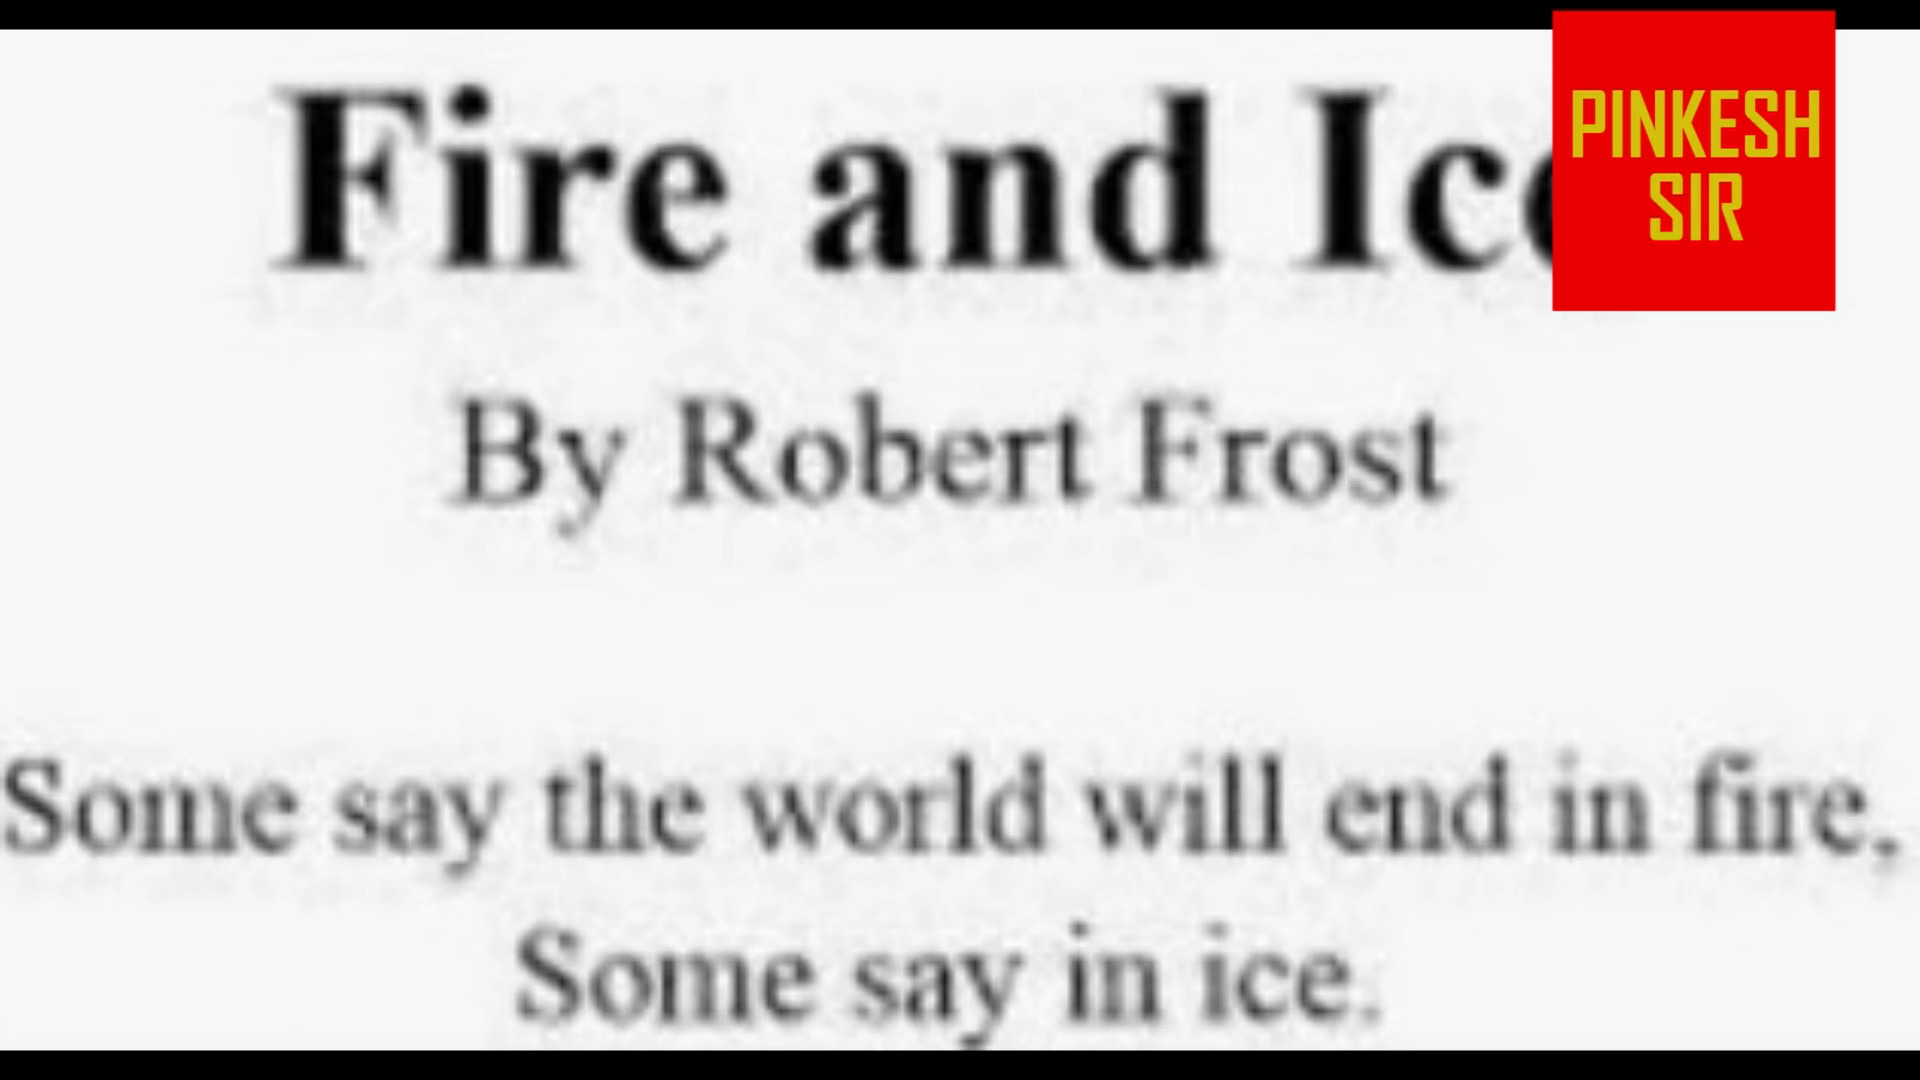 Fire and Ice
PINKESH
SIR
By Robert Frost
Some say the world will end in fire,
Some say in ice.